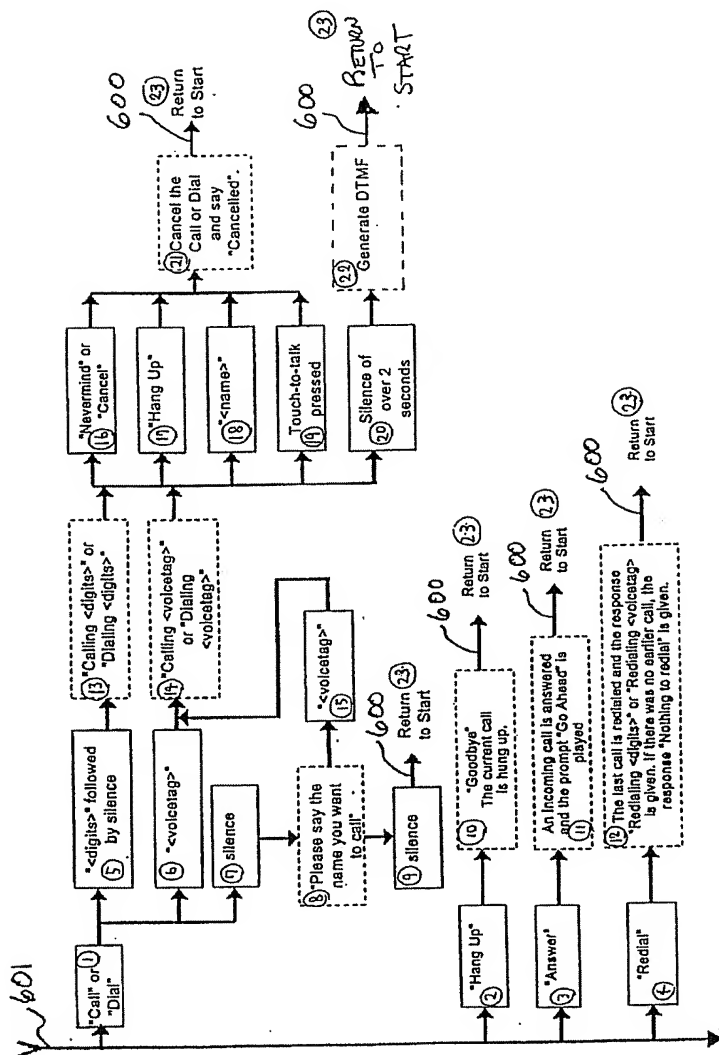 601
"Call" or ①
"Dial"
"<digits>" followed
⑤ by silence
⑥ "<voicetag>"
⑦ silence
⑬ "Calling <digits>" or
"Dialing <digits>"
⑭ "Calling <voicetag>"
or "Dialing
<voicetag>"
⑧ "Please say the
name you want
to call"
"<voicetag>"
⑮
⑨ silence
600
Return ㉓
to Start
"Nevermind" or
⑯ "Cancel"
⑰ "Hang Up"
⑱ "<name>"
Touch-to-talk
⑲ pressed
Silence of
⑳ over 2
seconds
㉑ Cancel the
Call or Dial
and say
"Cancelled".
600
㉓
Return
to Start
㉒ Generate DTMF
600
㉓
RETURN
TO
START
"Hang Up"
②
"Goodbye"
⑩ The current call
is hung up.
600
Return ㉓
to Start
"Answer"
③
An incoming call is answered
and the prompt "Go Ahead" is
played ⑪
600
Return ㉓
to Start
"Redial"
④
⑫ The last call is redialed and the response
"Redialing <digits>" or "Redialing <voicetag>
is given. If there was no earlier call, the
response "Nothing to redial" is given.
600
Return ㉓
to Start